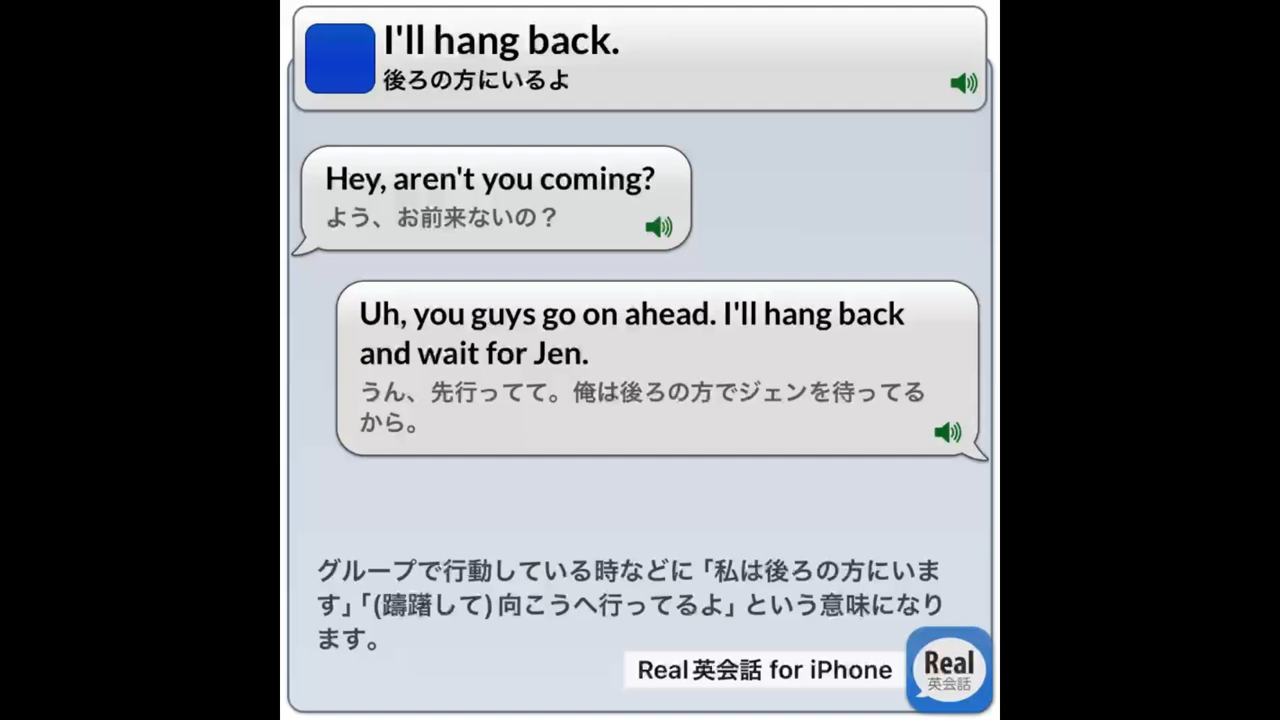 I'll hang back.
後ろの方にいるよ
Hey, aren't you coming?
よう、お前来ないの？
Uh, you guys go on ahead. I'll hang back
and wait for Jen.
うん、先行ってて。俺は後ろの方でジェンを待ってる
から。
グループで行動している時などに「私は後ろの方にいま
す」「(躊躇して) 向こうへ行ってるよ」という意味になり
ます。
Real英会話 for iPhone
Real
英会話